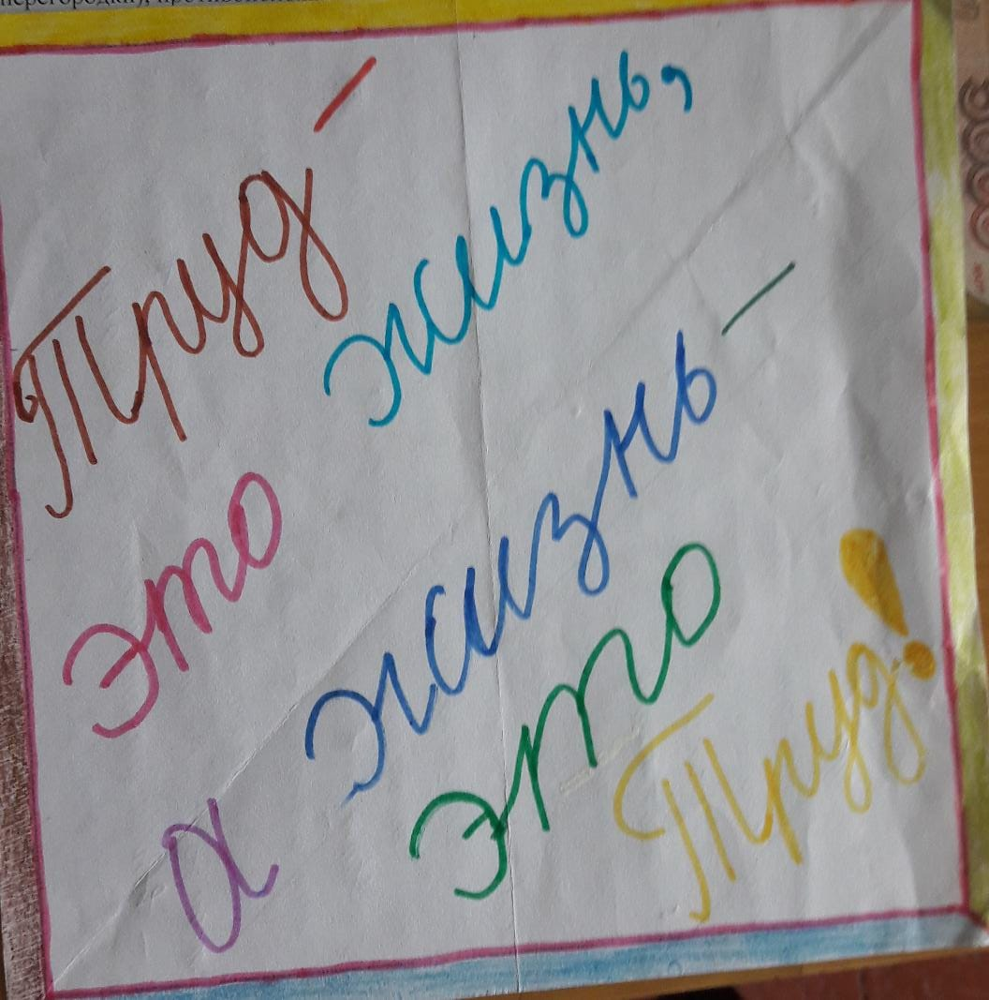 Труд –
это жизнь,
а жизнь –
это Труд!